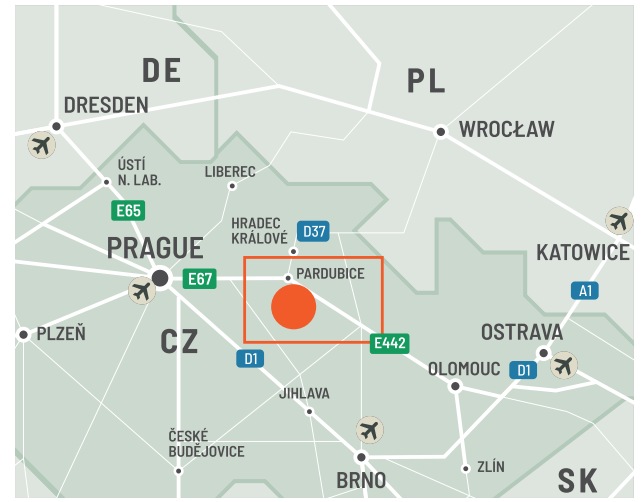 DE
PL
DRESDEN
WROCŁAW
ÚSTÍ
N. LAB.
LIBEREC
E65
HRADEC
KRÁLOVÉ
D37
PRAGUE
KATOWICE
E67
PARDUBICE
A1
PLZEŇ
CZ
OSTRAVA
E442
D1
OLOMOUC
D1
JIHLAVA
ČESKÉ
BUDĚJOVICE
ZLÍN
BRNO
SK